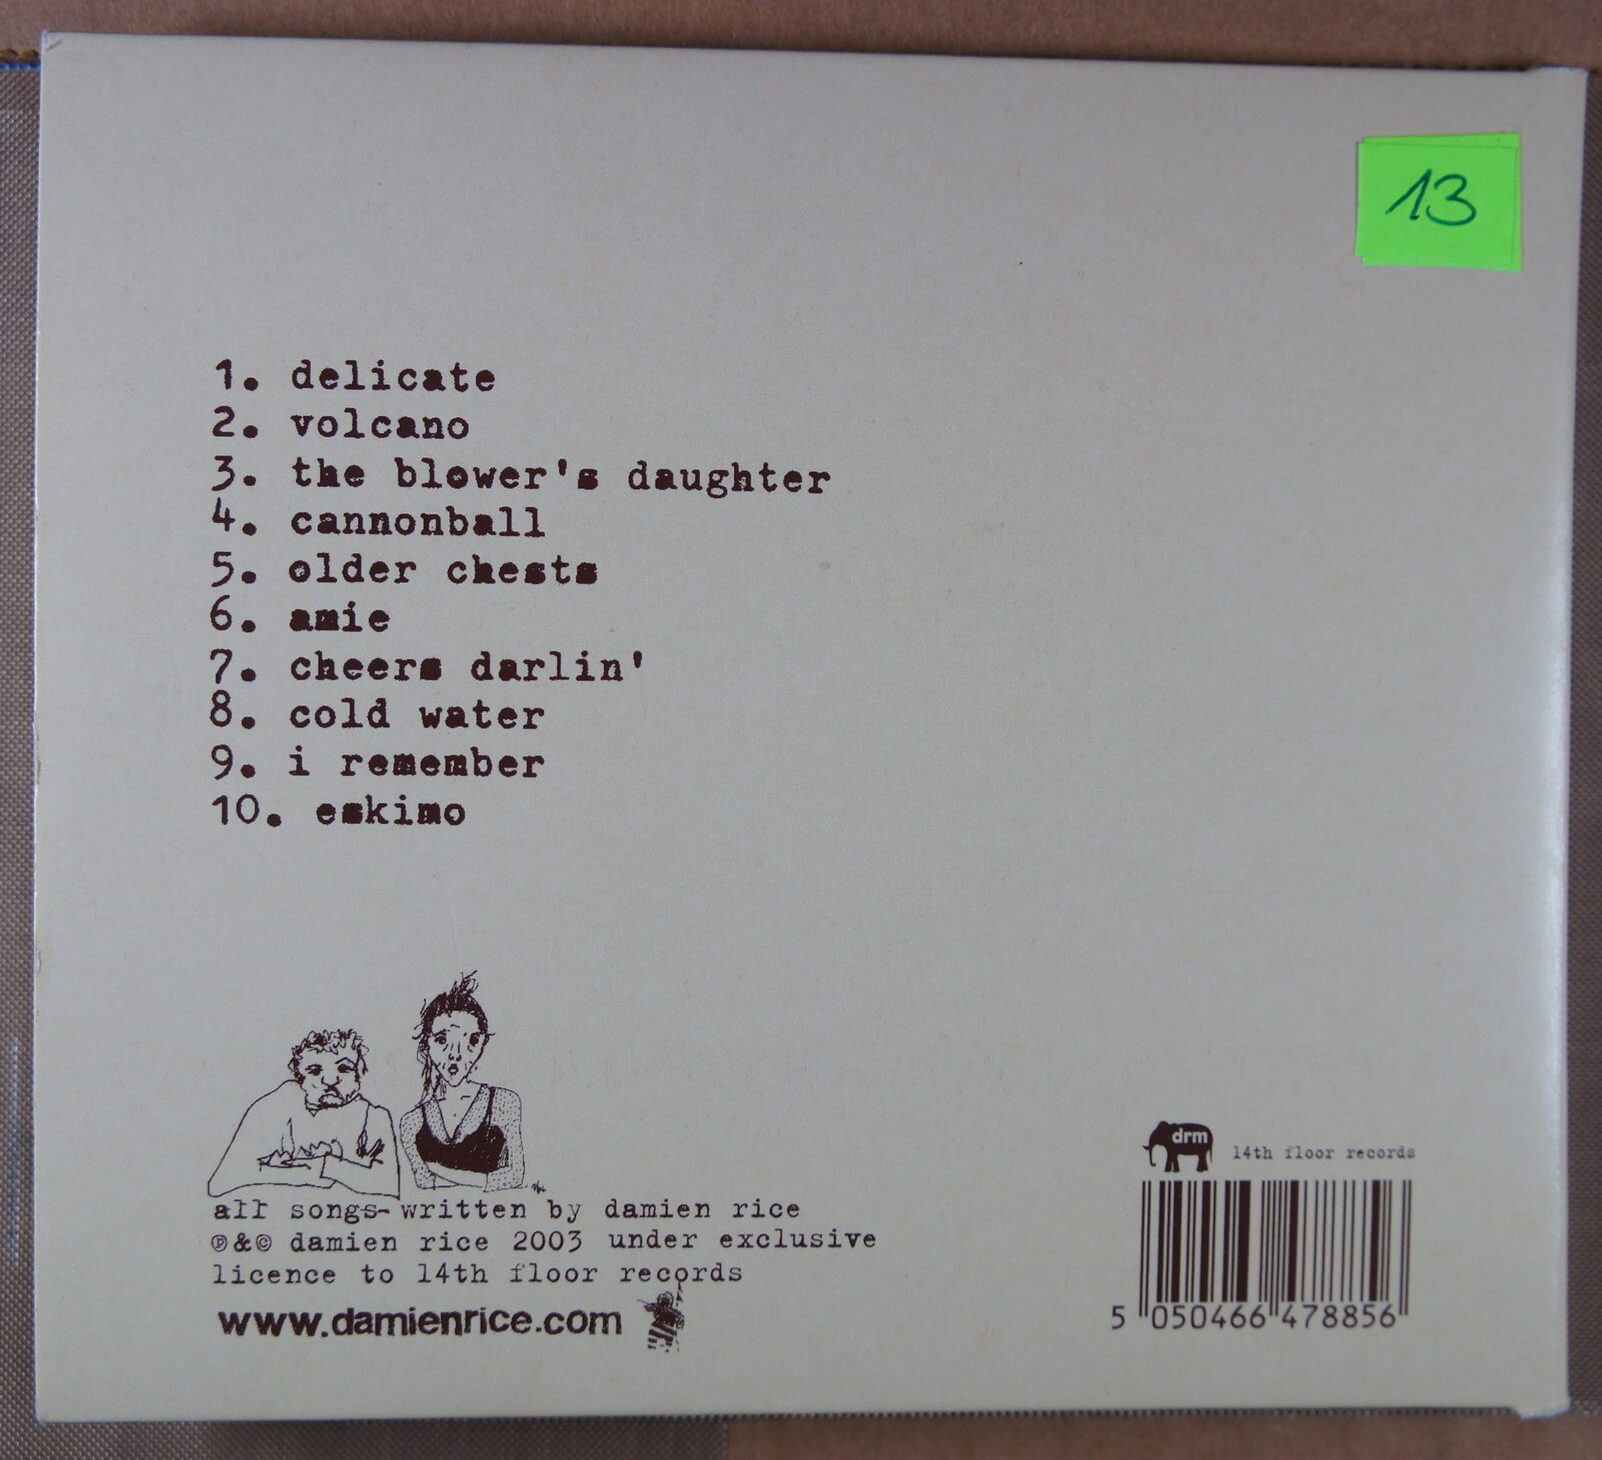 13
1. delicate
2. volcano
3. the blower's daughter
4. cannonball
5. older chests
6. amie
7. cheers darlin'
8. cold water
9. i remember
10. eskimo
drm
14th floor records
all songs written by damien rice
℗&© damien rice 2003 under exclusive
licence to 14th floor records
www.damienrice.com
5 050466 478856